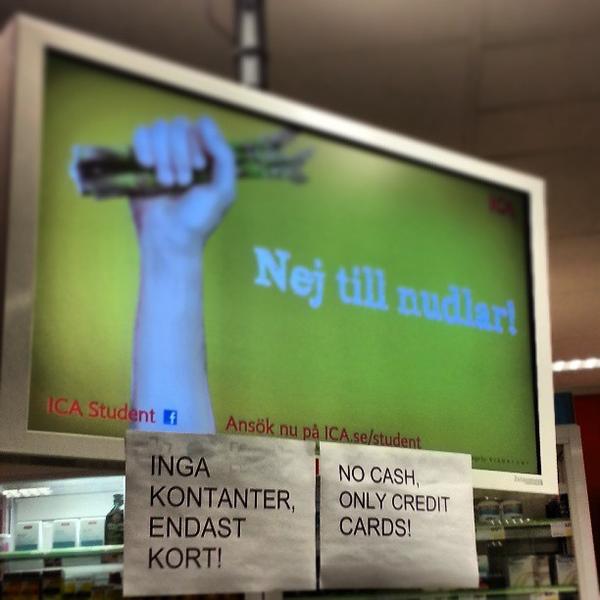 ICA
Nej till nudlar!
ICA Student f
Ansök nu på ICA.se/student
INGA
KONTANTER,
ENDAST
KORT!
NO CASH,
ONLY CREDIT
CARDS!